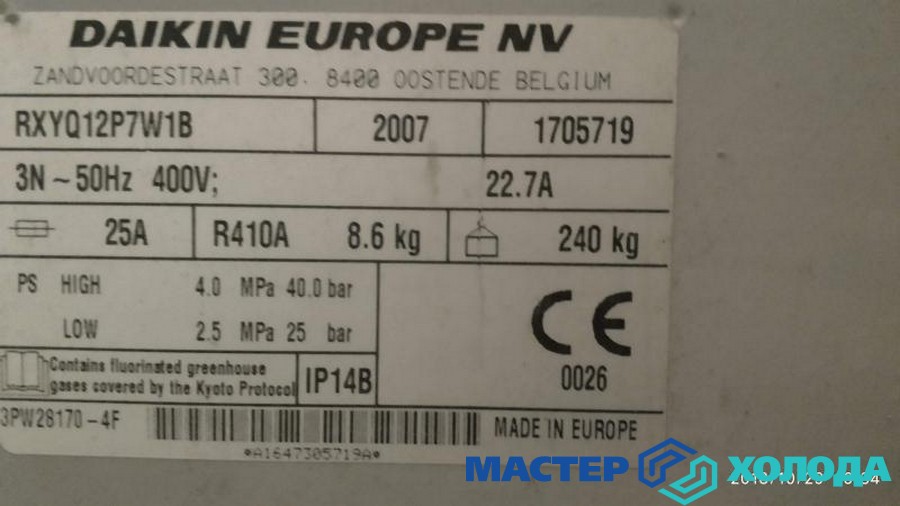 DAIKIN EUROPE NV
ZANDVOORDESTRAAT 300. 8400 OOSTENDE BELGIUM
RXYQ12P7W1B 2007 1705719
3N ~ 50Hz 400V; 22.7A
25A R410A 8.6 kg 240 kg
PS HIGH 4.0 MPa 40.0 bar
LOW 2.5 MPa 25 bar
CE
0026
Contains fluorinated greenhouse
gases covered by the Kyoto Protocol
IP14B
3PW28170-4F
MADE IN EUROPE
*A1647305719A*
МАСТЕР ХОЛОДА